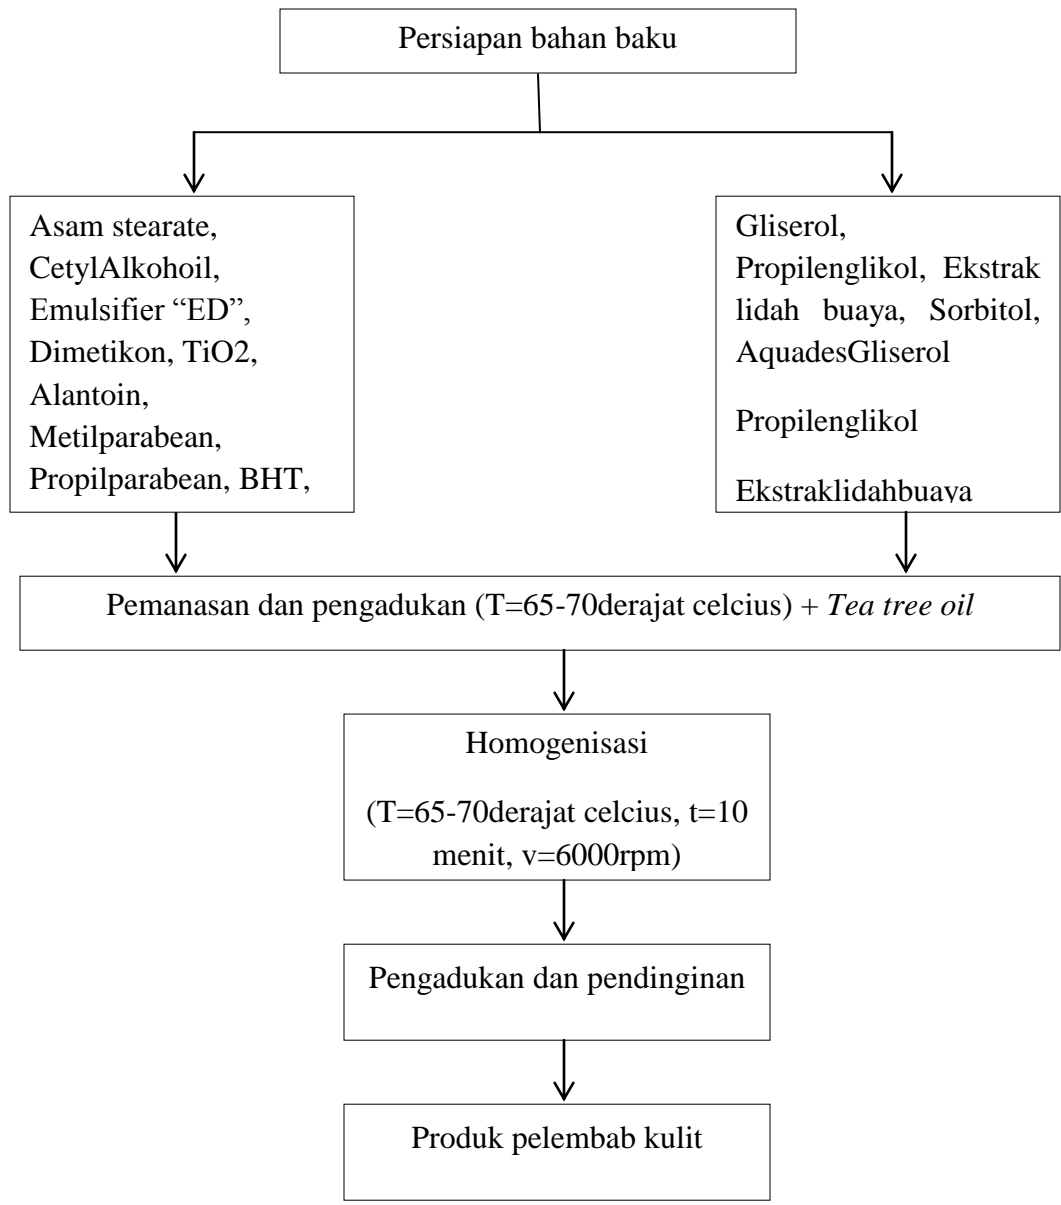 Persiapan bahan baku
Asam stearate,
CetylAlkohoil,
Emulsifier “ED”,
Dimetikon, TiO2,
Alantoin,
Metilparabean,
Propilparabean, BHT,
Gliserol,
Propilenglikol, Ekstrak
lidah buaya, Sorbitol,
AquadesGliserol
Propilenglikol
Ekstraklidahbuaya
Pemanasan dan pengadukan (T=65-70derajat celcius) + Tea tree oil
Homogenisasi
(T=65-70derajat celcius, t=10
menit, v=6000rpm)
Pengadukan dan pendinginan
Produk pelembab kulit